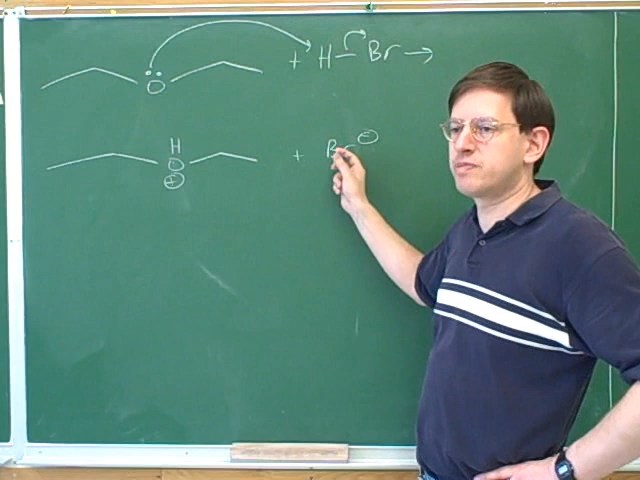 O + H – Br →
H
O + Br ⊖
⊕